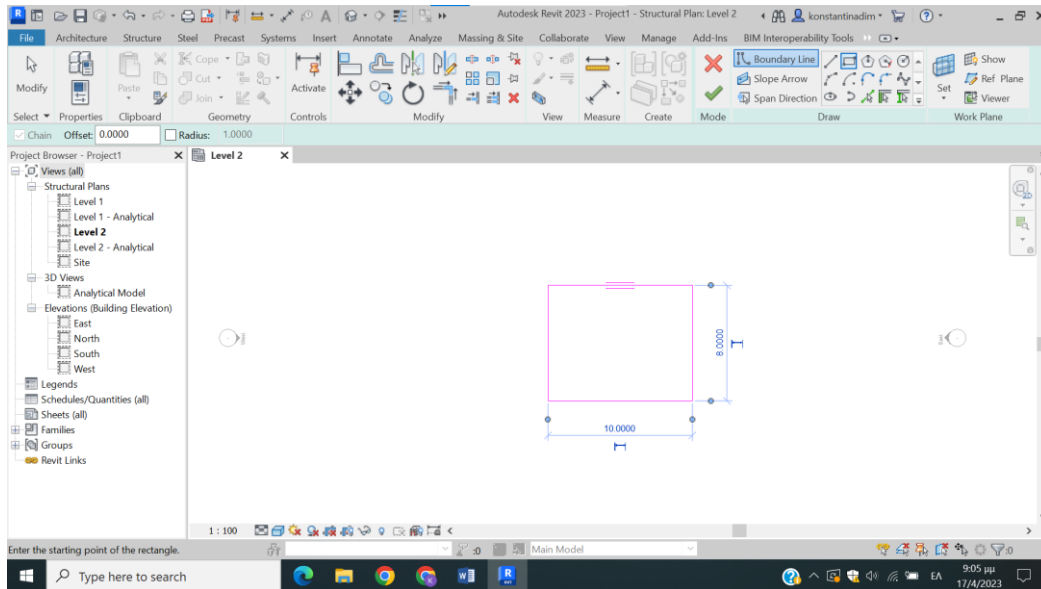 Autodesk Revit 2023 - Project1 - Structural Plan: Level 2 konstantinadim
File Architecture Structure Steel Precast Systems Insert Annotate Analyze Massing & Site Collaborate View Manage Add-Ins BIM Interoperability Tools
Modify
Paste
Cope
Cut
Join
Activate
Boundary Line
Slope Arrow
Span Direction
Set
Show
Ref Plane
Viewer
Select Properties Clipboard Geometry Controls Modify View Measure Create Mode Draw Work Plane
Chain Offset: 0.0000 Radius: 1.0000
Project Browser - Project1 Level 2
Views (all)
Structural Plans
Level 1
Level 1 - Analytical
Level 2
Level 2 - Analytical
Site
3D Views
Analytical Model
Elevations (Building Elevation)
East
North
South
West
Legends
Schedules/Quantities (all)
Sheets (all)
Families
Groups
Revit Links
8.0000
10.0000
1 : 100
Enter the starting point of the rectangle. :0 Main Model :0
Type here to search ΕΛ 9:05 μμ
17/4/2023